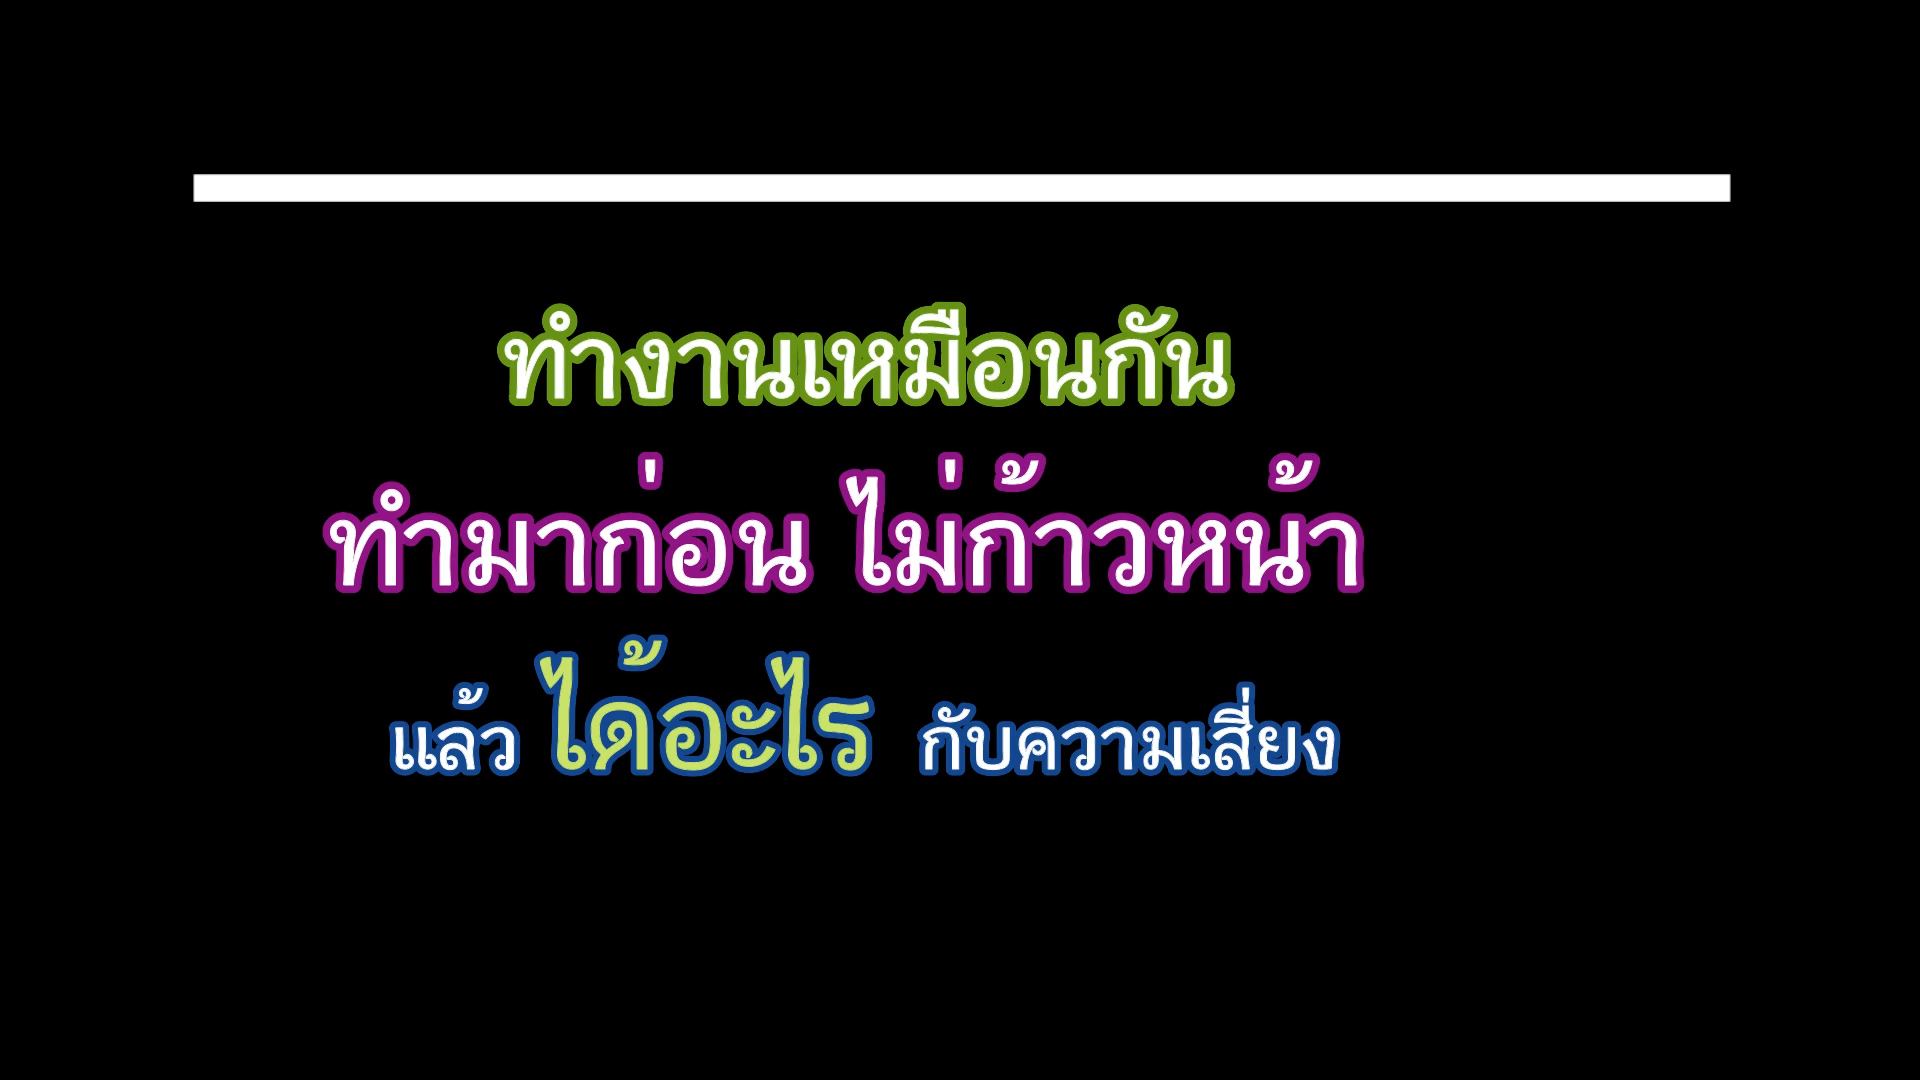 ทำงานเหมือนกัน
ทำมาก่อน ไม่ก้าวหน้า
แล้ว ได้อะไร กับความเสี่ยง